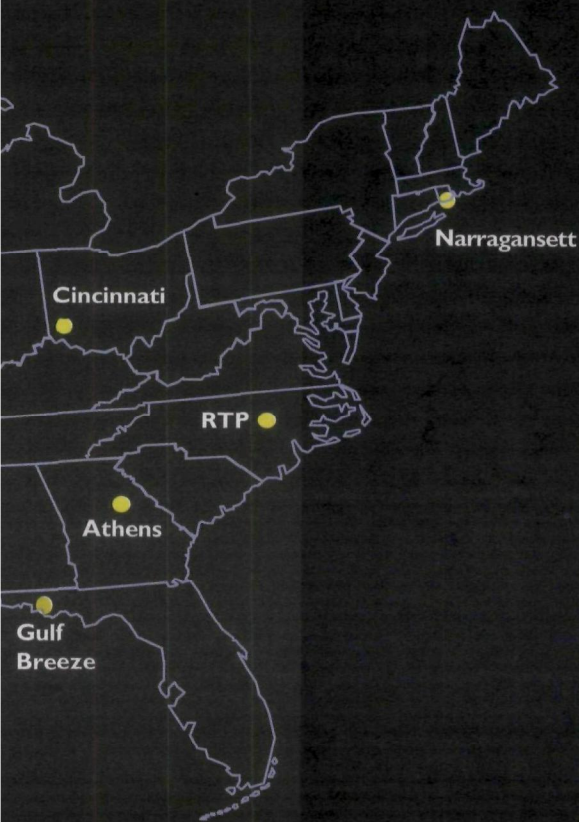 Narragansett
Cincinnati
RTP
Athens
Gulf
Breeze